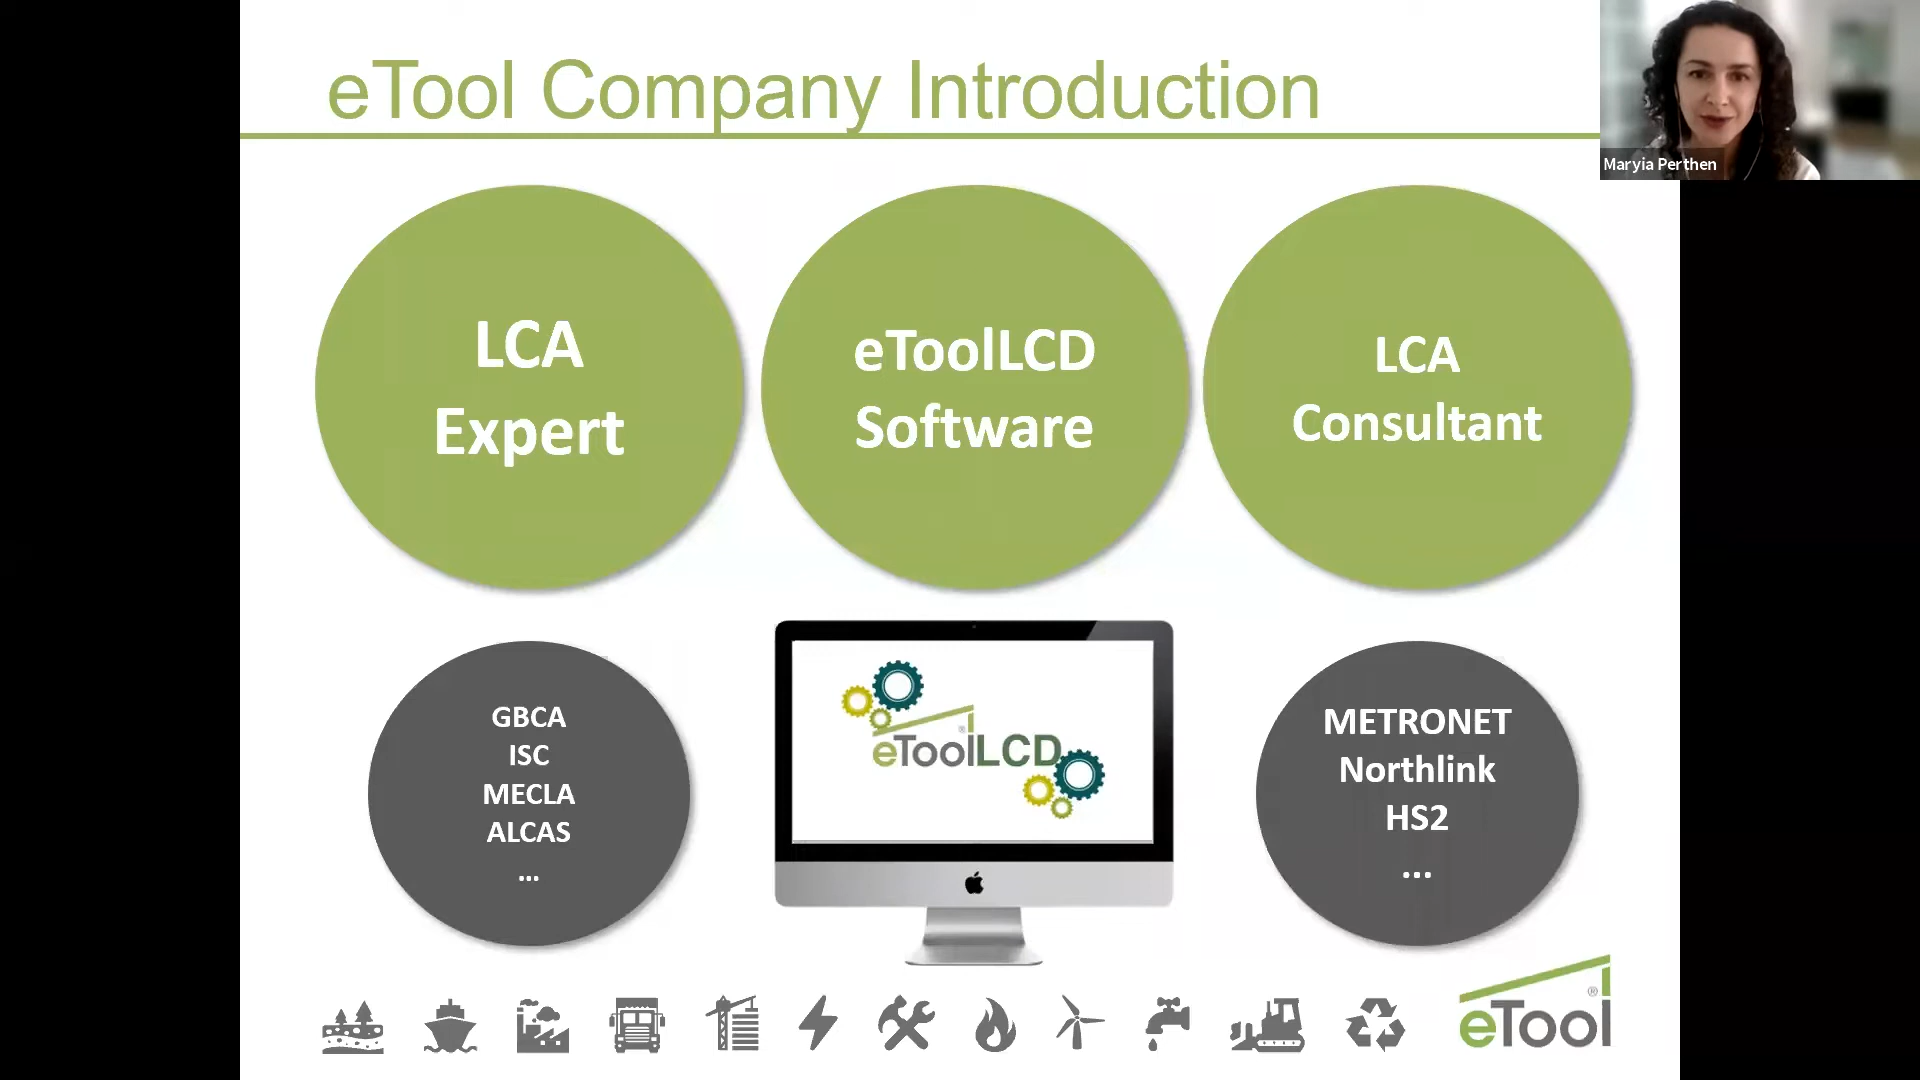 eTool Company Introduction
Maryia Perthen
LCA
Expert
eToolLCD
Software
LCA
Consultant
GBCA
ISC
MECLA
ALCAS
...
eToolLCD®
METRONET
Northlink
HS2
...
eTool®